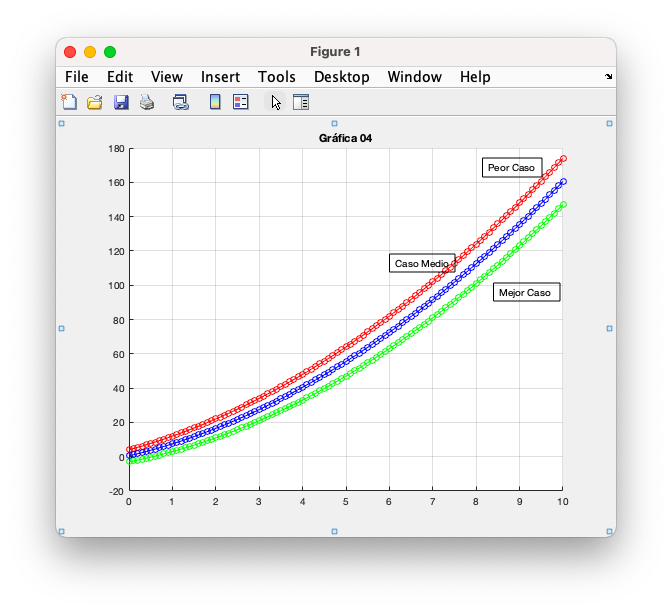 Figure 1
File Edit View Insert Tools Desktop Window Help
Gráfica 04
180
160
140
120
100
80
60
40
20
0
-20
Peor Caso
Caso Medio
Mejor Caso
0 1 2 3 4 5 6 7 8 9 10